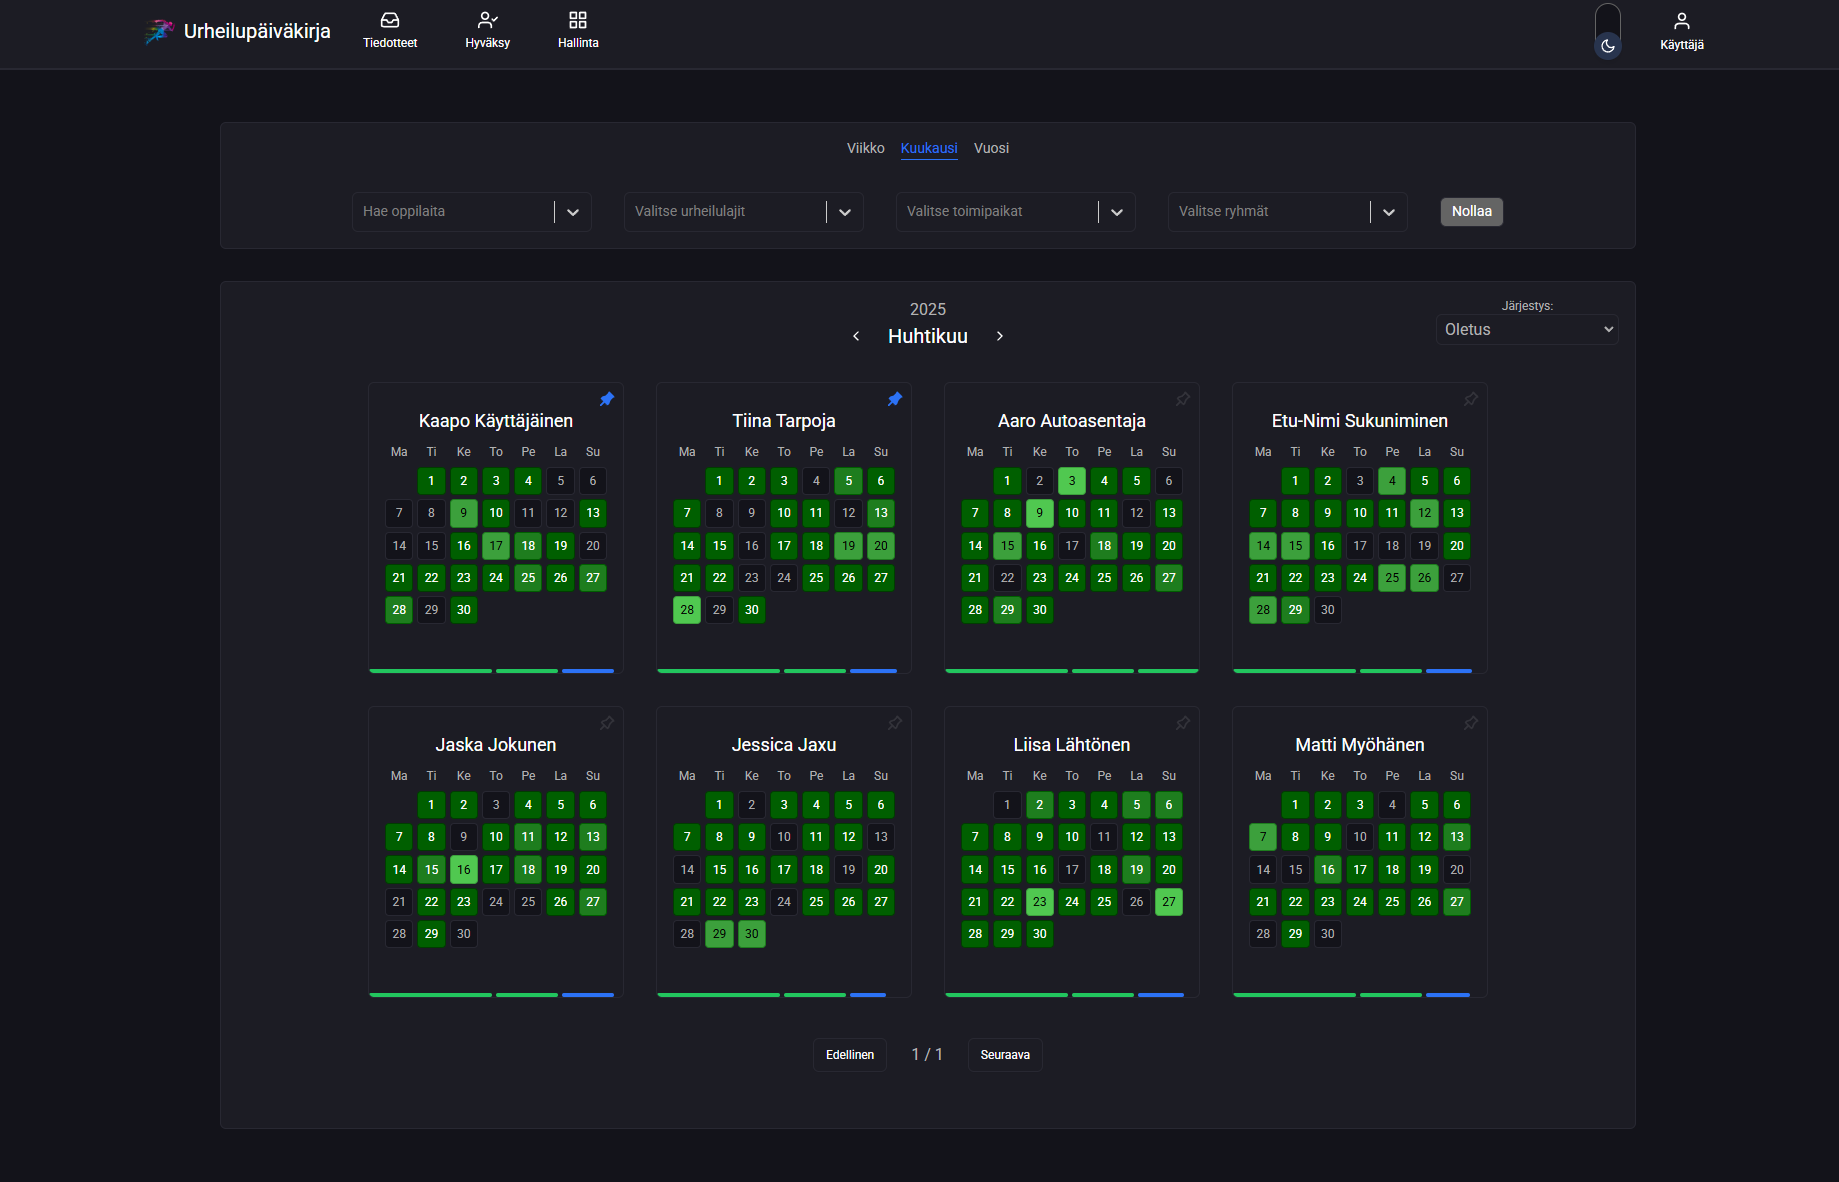 Urheilupäiväkirja
Tiedotteet
Hyväksy
Hallinta
Käyttäjä
Viikko Kuukausi Vuosi
Hae oppilaita
Valitse urheilulajit
Valitse toimipaikat
Valitse ryhmät
Nollaa
2025
Huhtikuu
Järjestys:
Oletus
Kaapo Käyttäjäinen
Ma Ti Ke To Pe La Su
1 2 3 4 5 6
7 8 9 10 11 12 13
14 15 16 17 18 19 20
21 22 23 24 25 26 27
28 29 30
Tiina Tarpoja
Ma Ti Ke To Pe La Su
1 2 3 4 5 6
7 8 9 10 11 12 13
14 15 16 17 18 19 20
21 22 23 24 25 26 27
28 29 30
Aaro Autoasentaja
Ma Ti Ke To Pe La Su
1 2 3 4 5 6
7 8 9 10 11 12 13
14 15 16 17 18 19 20
21 22 23 24 25 26 27
28 29 30
Etu-Nimi Sukuniminen
Ma Ti Ke To Pe La Su
1 2 3 4 5 6
7 8 9 10 11 12 13
14 15 16 17 18 19 20
21 22 23 24 25 26 27
28 29 30
Jaska Jokunen
Ma Ti Ke To Pe La Su
1 2 3 4 5 6
7 8 9 10 11 12 13
14 15 16 17 18 19 20
21 22 23 24 25 26 27
28 29 30
Jessica Jaxu
Ma Ti Ke To Pe La Su
1 2 3 4 5 6
7 8 9 10 11 12 13
14 15 16 17 18 19 20
21 22 23 24 25 26 27
28 29 30
Liisa Lähtönen
Ma Ti Ke To Pe La Su
1 2 3 4 5 6
7 8 9 10 11 12 13
14 15 16 17 18 19 20
21 22 23 24 25 26 27
28 29 30
Matti Myöhänen
Ma Ti Ke To Pe La Su
1 2 3 4 5 6
7 8 9 10 11 12 13
14 15 16 17 18 19 20
21 22 23 24 25 26 27
28 29 30
Edellinen 1 / 1 Seuraava